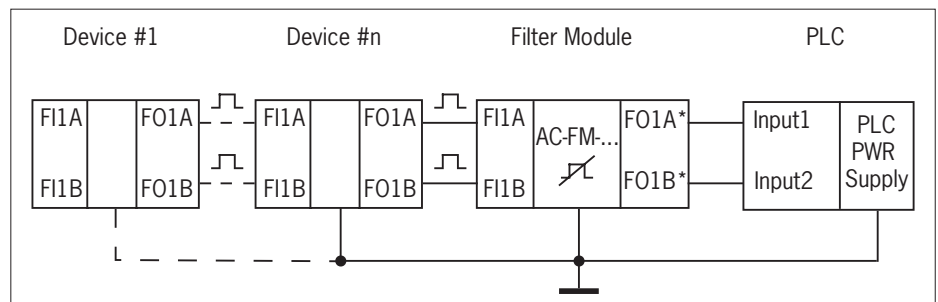 Device #1
Device #n
Filter Module
PLC
FI1A
FO1A
FI1B
FO1B
FI1A
FO1A
FI1B
FO1B
FI1A
AC-FM-...
FO1A*
FI1B
FO1B*
Input1
Input2
PLC
PWR
Supply